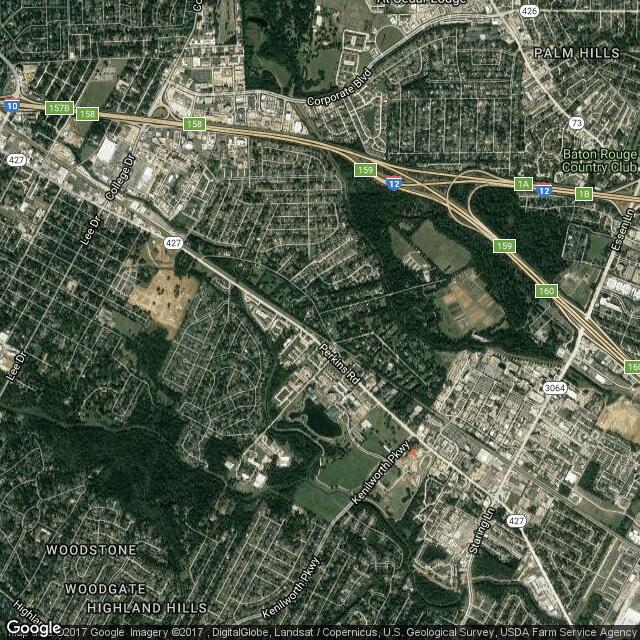 At Cedar Lodge
426
PALM HILLS
Corporate Blvd
10
157B
158
158
73
Baton Rouge
Country Club
427
College Dr
159
12
1A
12
1B
Lee Dr
427
Essen Ln
159
160
Perkins Rd
Lee Dr
3064
Kenilworth Pkwy
427
Staring Ln
WOODSTONE
Kenilworth Pkwy
WOODGATE
HIGHLAND HILLS
Google
©2017 Google Imagery ©2017 , DigitalGlobe, Landsat / Copernicus, U.S. Geological Survey, USDA Farm Service Agency